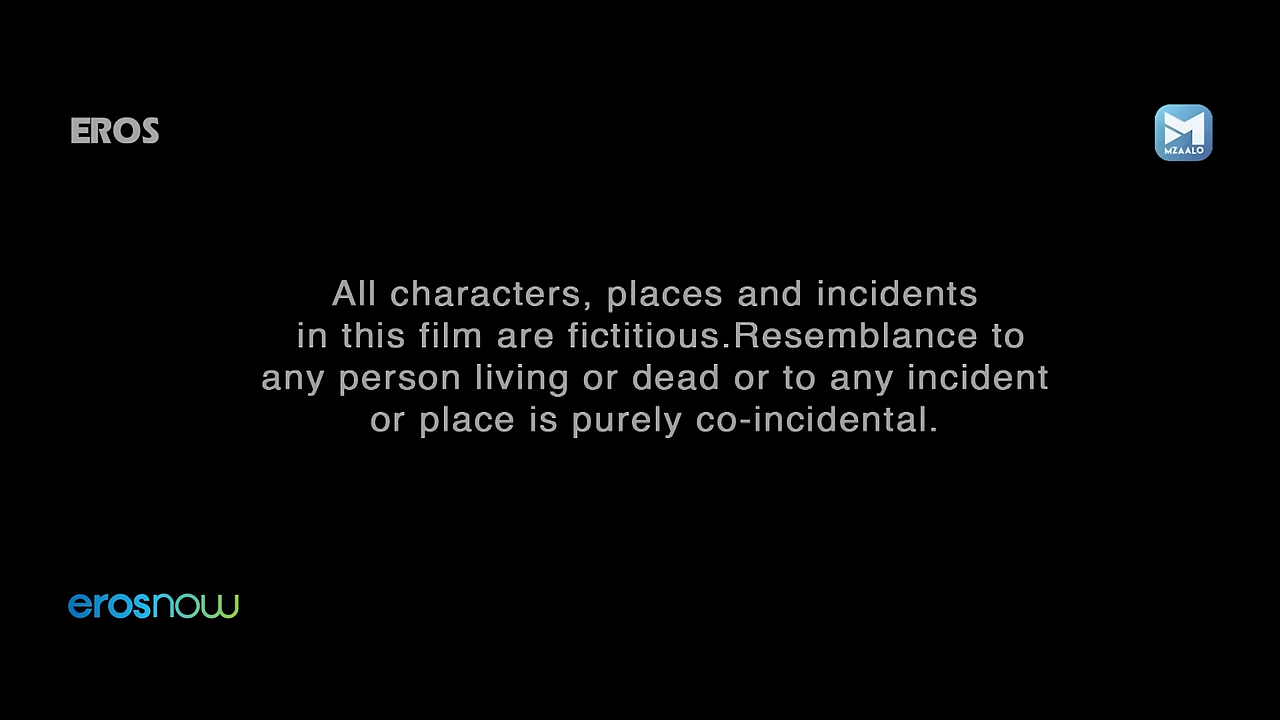 EROS
MZAALO
All characters, places and incidents
in this film are fictitious.Resemblance to
any person living or dead or to any incident
or place is purely co-incidental.
erosnow